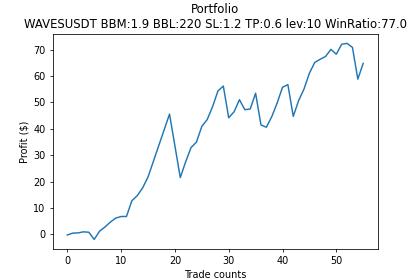 Portfolio
WAVESUSDT BBM:1.9 BBL:220 SL:1.2 TP:0.6 lev:10 WinRatio:77.0
Profit ($)
70
60
50
40
30
20
10
0
0 10 20 30 40 50
Trade counts